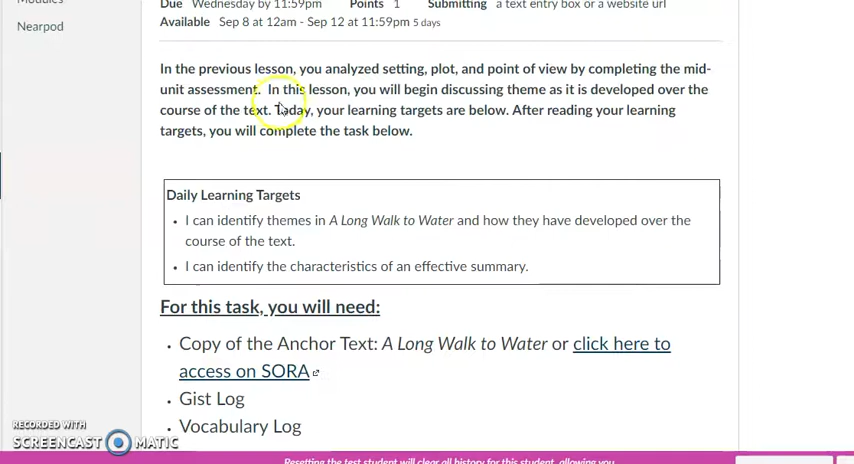 Modules
Nearpod
Due Wednesday by 11:59pm Points 1 Submitting a text entry box or a website url
Available Sep 8 at 12am - Sep 12 at 11:59pm 5 days
In the previous lesson, you analyzed setting, plot, and point of view by completing the mid-
unit assessment. In this lesson, you will begin discussing theme as it is developed over the
course of the text. Today, your learning targets are below. After reading your learning
targets, you will complete the task below.
Daily Learning Targets
• I can identify themes in A Long Walk to Water and how they have developed over the
course of the text.
• I can identify the characteristics of an effective summary.
For this task, you will need:
• Copy of the Anchor Text: A Long Walk to Water or click here to
access on SORA
• Gist Log
• Vocabulary Log
RECORDED WITH
SCREENCAST MATIC
Resetting the test student will clear all history for this student, allowing you